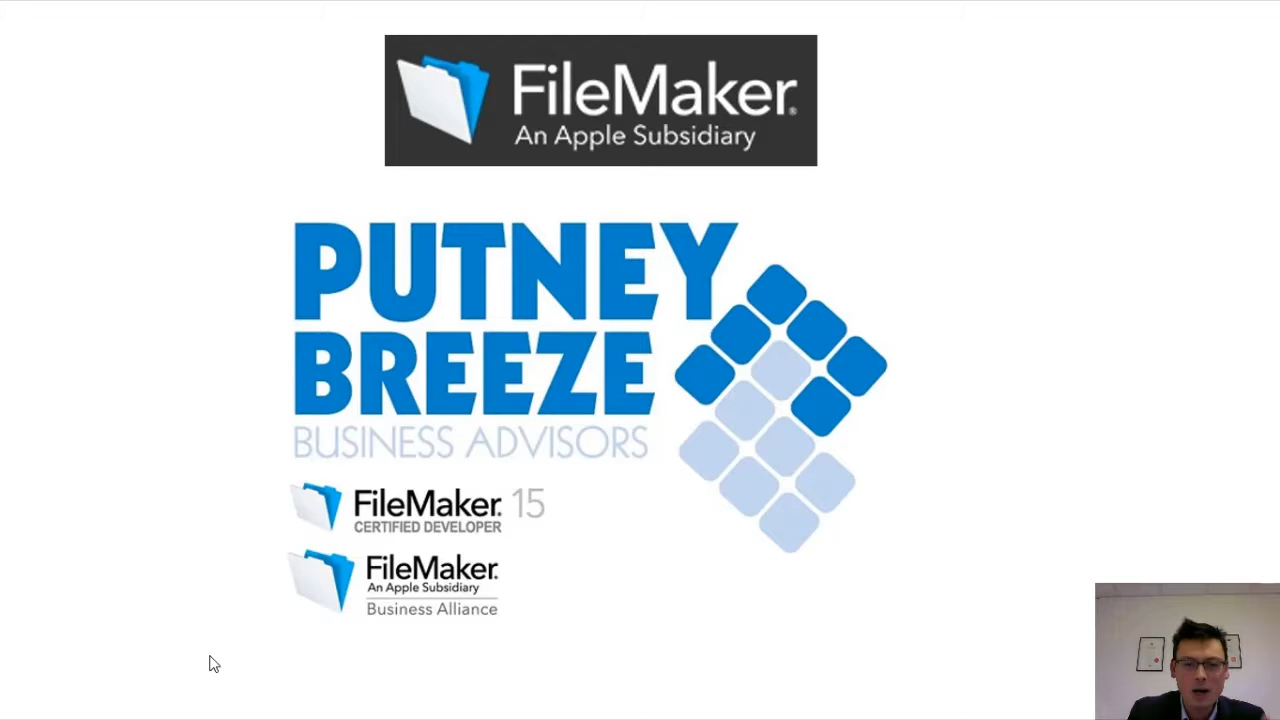 FileMaker®
An Apple Subsidiary
PUTNEY
BREEZE
BUSINESS ADVISORS
FileMaker. 15
CERTIFIED DEVELOPER
FileMaker.
An Apple Subsidiary
Business Alliance